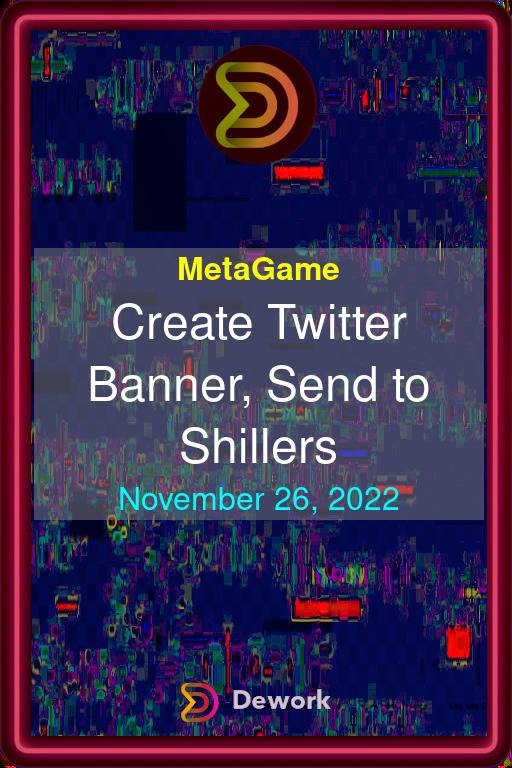 MetaGame
Create Twitter
Banner, Send to
Shillers
November 26, 2022
Dework